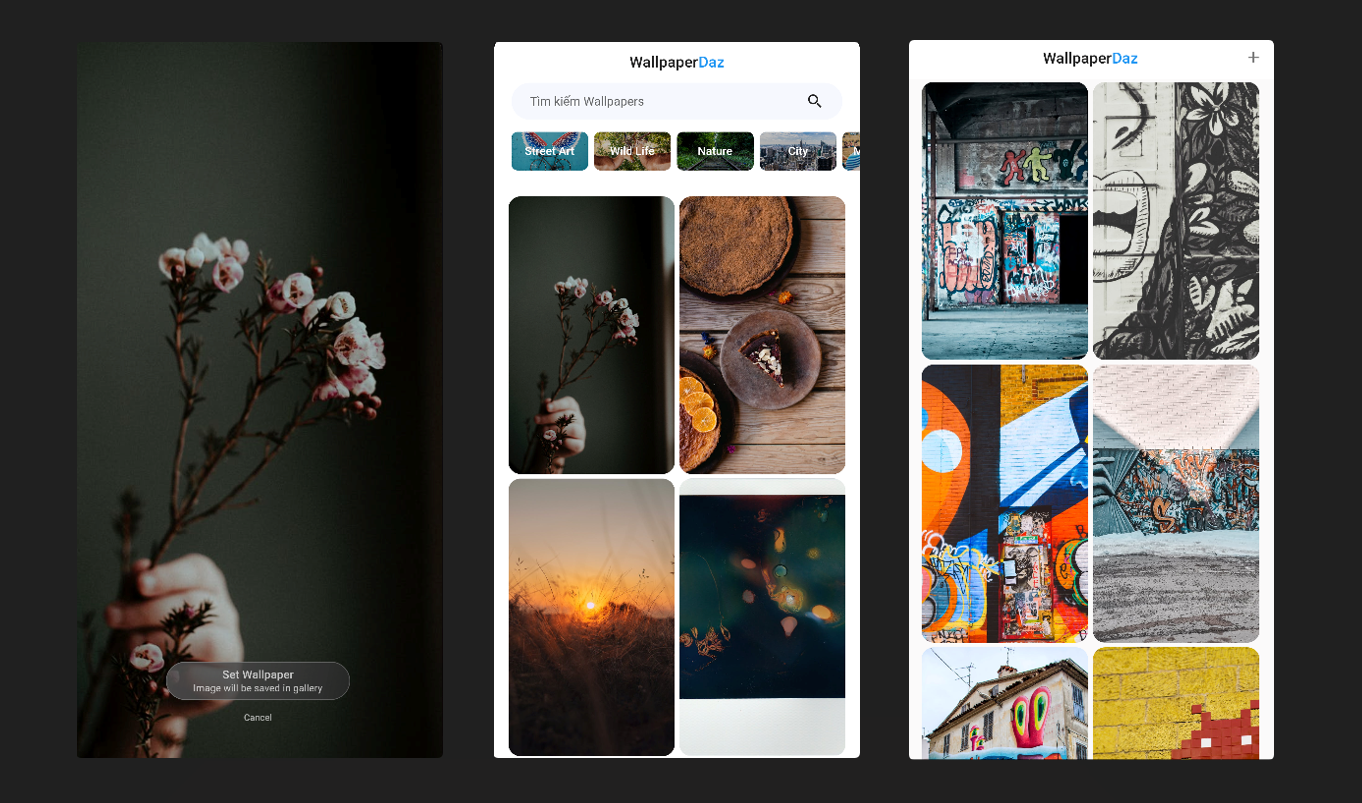 Set Wallpaper
Image will be saved in gallery
Cancel
WallpaperDaz
Tìm kiếm Wallpapers
Street Art
Wild Life
Nature
City
WallpaperDaz
+